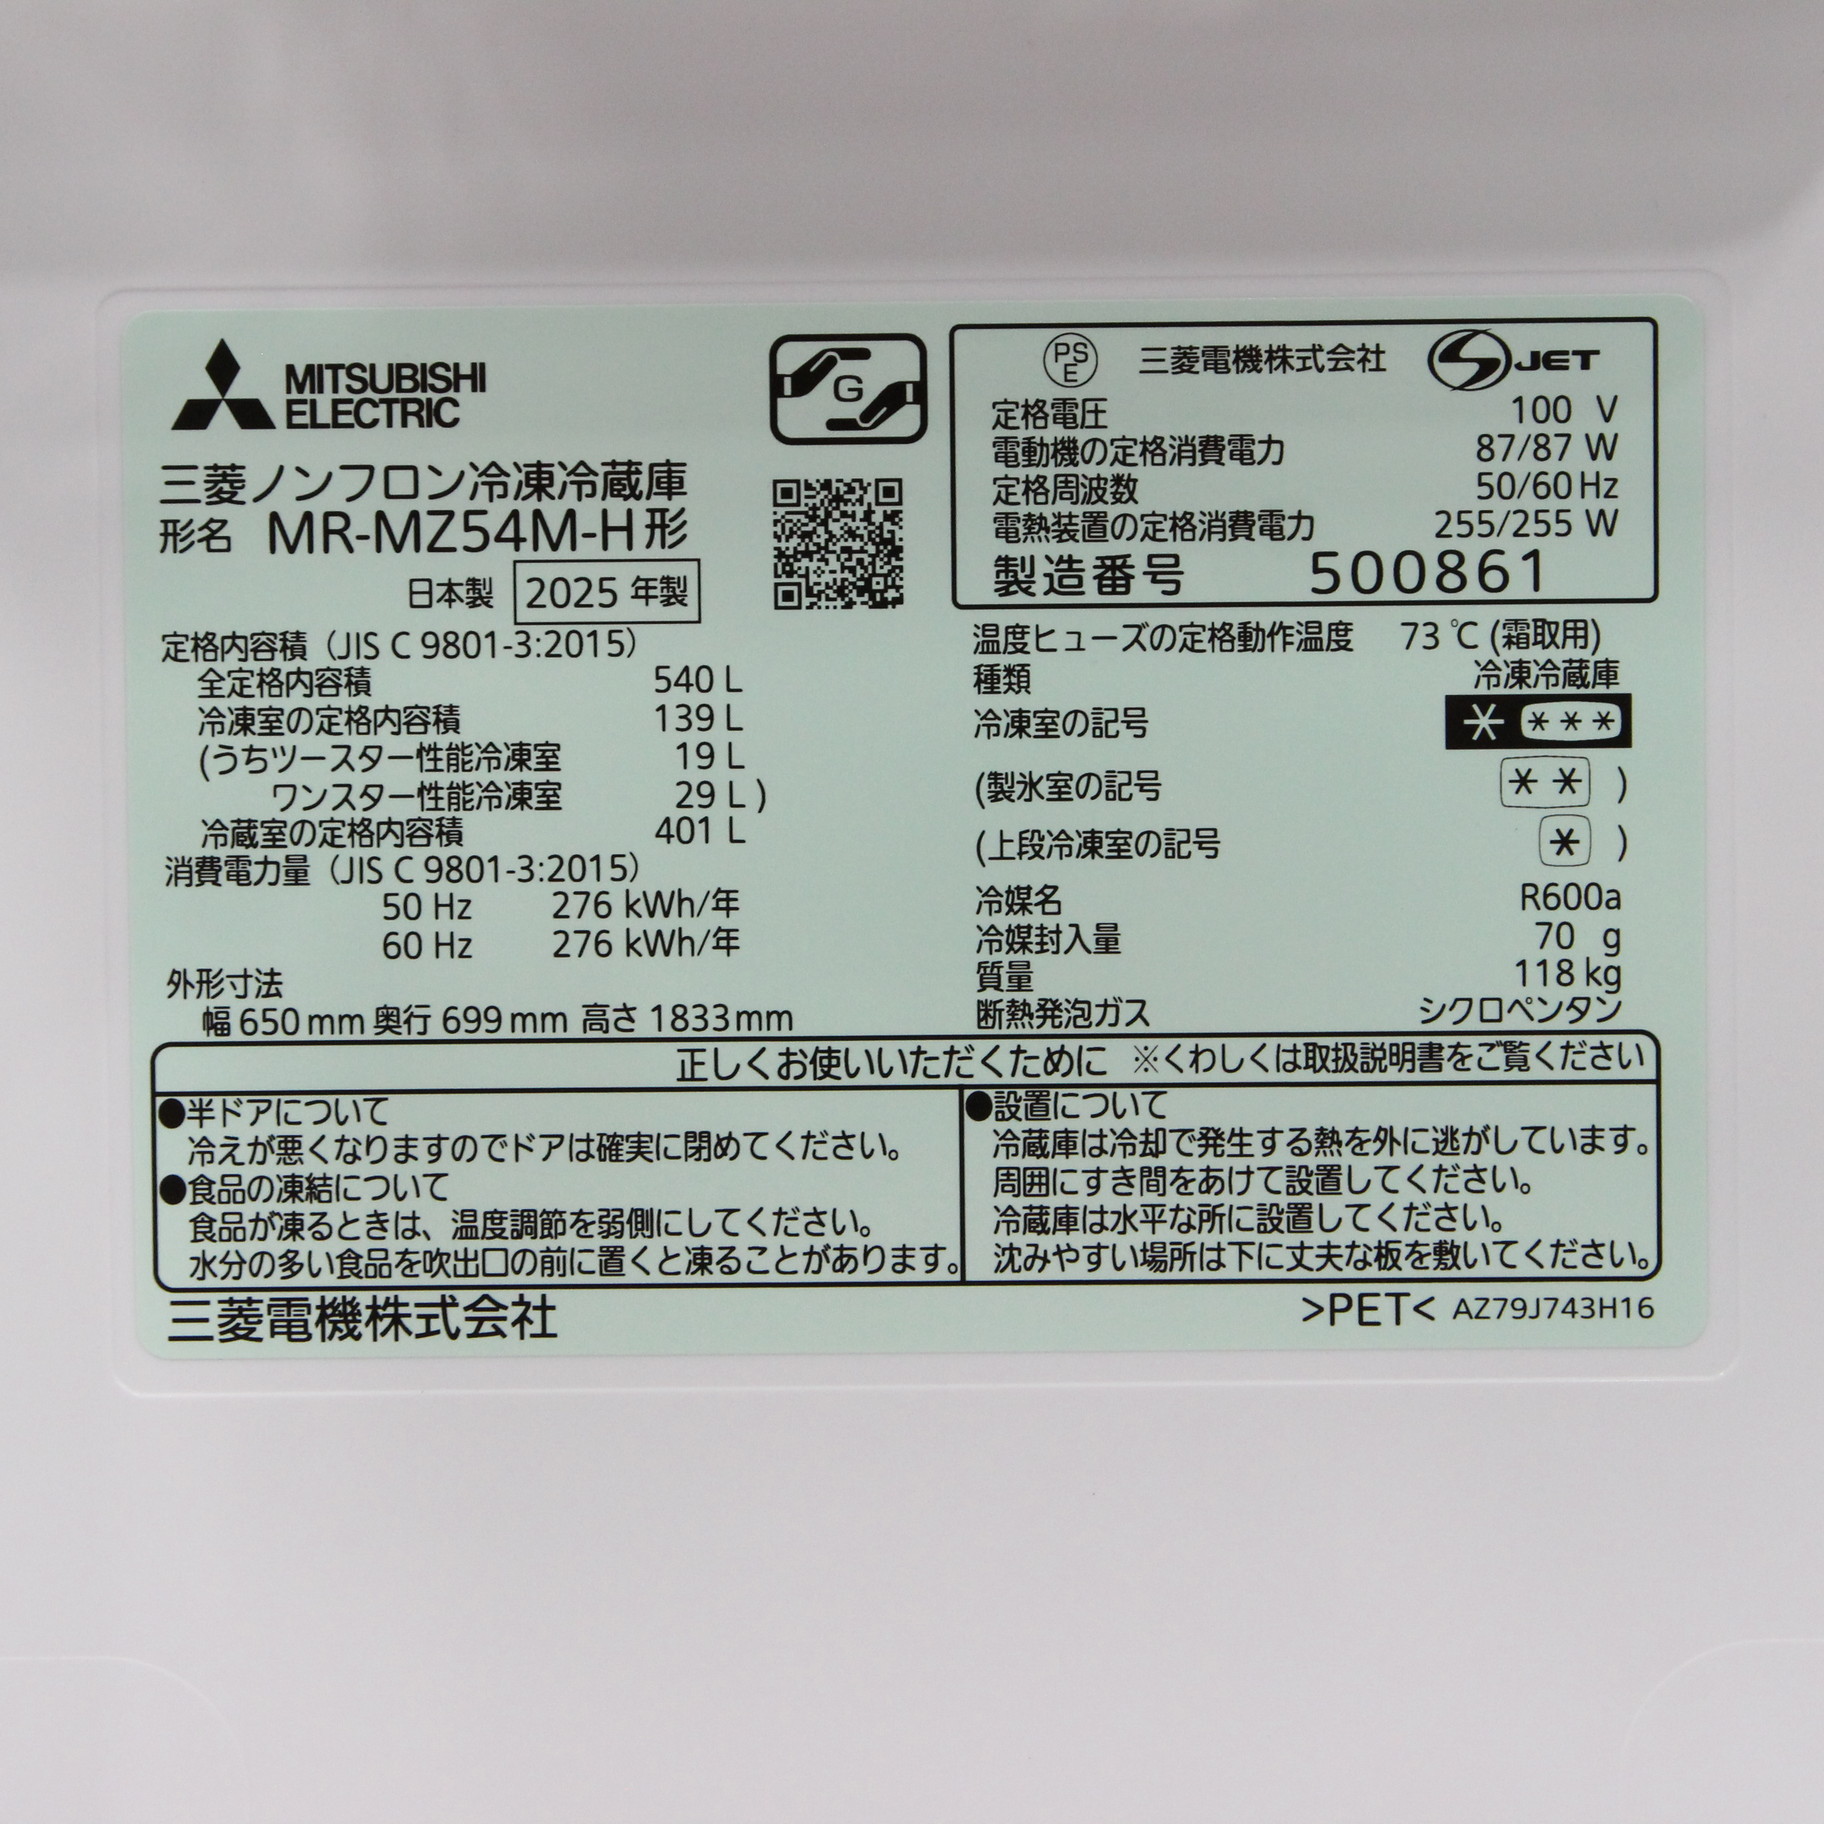 MITSUBISHI
ELECTRIC
G
三菱ノンフロン冷凍冷蔵庫
形名 MR-MZ54M-H形
日本製 2025 年製
定格内容積（JIS C 9801-3:2015）
全定格内容積 540 L
冷凍室の定格内容積 139 L
(うちツースター性能冷凍室 19 L
ワンスター性能冷凍室 29 L )
冷蔵室の定格内容積 401 L
消費電力量（JIS C 9801-3:2015）
50 Hz 276 kWh/年
60 Hz 276 kWh/年
外形寸法
幅 650 mm 奥行 699 mm 高さ 1833 mm
PS E 三菱電機株式会社 S JET
定格電圧 100 V
電動機の定格消費電力 87/87 W
定格周波数 50/60 Hz
電熱装置の定格消費電力 255/255 W
製造番号 500861
温度ヒューズの定格動作温度 73 ℃ (霜取用)
種類 冷凍冷蔵庫
冷凍室の記号 * ***
(製氷室の記号 ** )
(上段冷凍室の記号 * )
冷媒名 R600a
冷媒封入量 70 g
質量 118 kg
断熱発泡ガス シクロペンタン
正しくお使いいただくために ※くわしくは取扱説明書をご覧ください
●半ドアについて
冷えが悪くなりますのでドアは確実に閉めてください。
●食品の凍結について
食品が凍るときは、温度調節を弱側にしてください。
水分の多い食品を吹出口の前に置くと凍ることがあります。
●設置について
冷蔵庫は冷却で発生する熱を外に逃がしています。
周囲にすき間をあけて設置してください。
冷蔵庫は水平な所に設置してください。
沈みやすい場所は下に丈夫な板を敷いてください。
三菱電機株式会社
>PET< AZ79J743H16